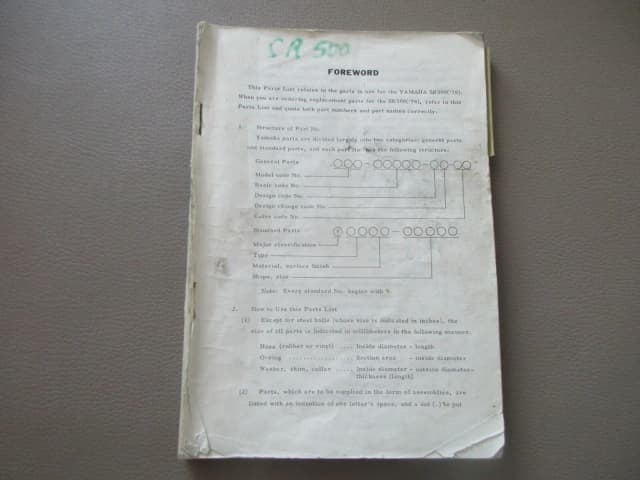 SR 500
FOREWORD
This Parts List relates to the parts in use for the YAMAHA
When you are ordering replacement parts for the refer to this
Parts List and quote both part numbers and part names correctly.
1. Structure of Part No.
Yamaha parts are divided largely into two categories: general parts
and standard parts, and each part No. has the following structure.
General Parts ○○○ - ○○○○○ - ○○ - ○○
Model code No.
Basic code No.
Design code No.
Design change code No.
Color code No.
Standard Parts 9○○○○ - ○○○○○
Major classification
Type
Material, surface finish
Shape, size
Note: Every standard No. begins with 9.
2. How to Use this Parts List
(1) Except for steel balls (whose size is indicated in inches), the
size of all parts is indicated in millimeters in the following manner.
Hose (rubber or vinyl) .... Inside diameter - length
O-ring .................. Section area - inside diameter
Washer, shim, collar ..... Inside diameter - outside diameter-
thickness (length)
(2) Parts, which are to be supplied in the form of assemblies, are
listed with an indention of one letter's space, and a dot (.) is put